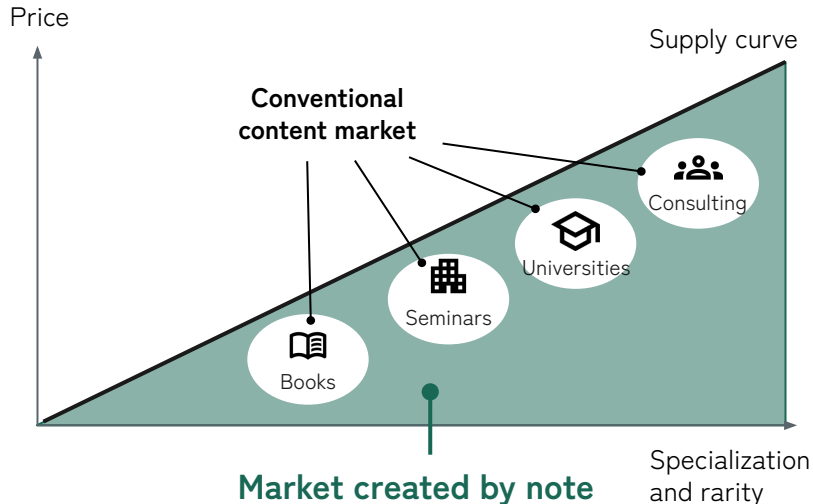 Price
Supply curve
Conventional
content market
Consulting
Universities
Seminars
Books
Market created by note
Specialization
and rarity